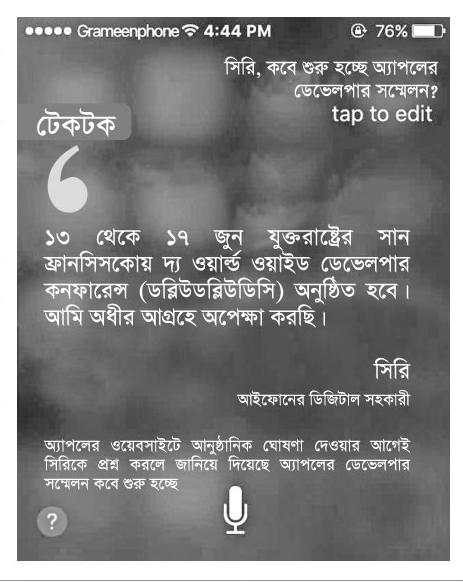 Grameenphone 4:44 PM 76%
সিরি, কবে শুরু হচ্ছে অ্যাপলের
ডেভেলপার সম্মেলন?
tap to edit
টেকটক
১৩ থেকে ১৭ জুন যুক্তরাষ্ট্রের সান
ফ্রানসিসকোয় দ্য ওয়ার্ল্ড ওয়াইড ডেভেলপার
কনফারেন্স (ডব্লিউডব্লিউডিসি) অনুষ্ঠিত হবে।
আমি অধীর আগ্রহে অপেক্ষা করছি।
সিরি
আইফোনের ডিজিটাল সহকারী
অ্যাপলের ওয়েবসাইটে আনুষ্ঠানিক ঘোষণা দেওয়ার আগেই
সিরিকে প্রশ্ন করলে জানিয়ে দিয়েছে অ্যাপলের ডেভেলপার
সম্মেলন কবে শুরু হচ্ছে
?